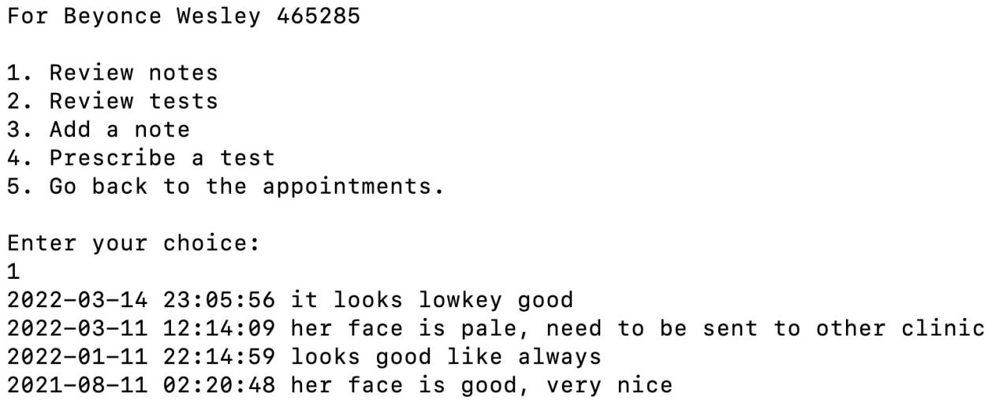 For Beyonce Wesley 465285
1. Review notes
2. Review tests
3. Add a note
4. Prescribe a test
5. Go back to the appointments.
Enter your choice:
1
2022-03-14 23:05:56 it looks lowkey good
2022-03-11 12:14:09 her face is pale, need to be sent to other clinic
2022-01-11 22:14:59 looks good like always
2021-08-11 02:20:48 her face is good, very nice